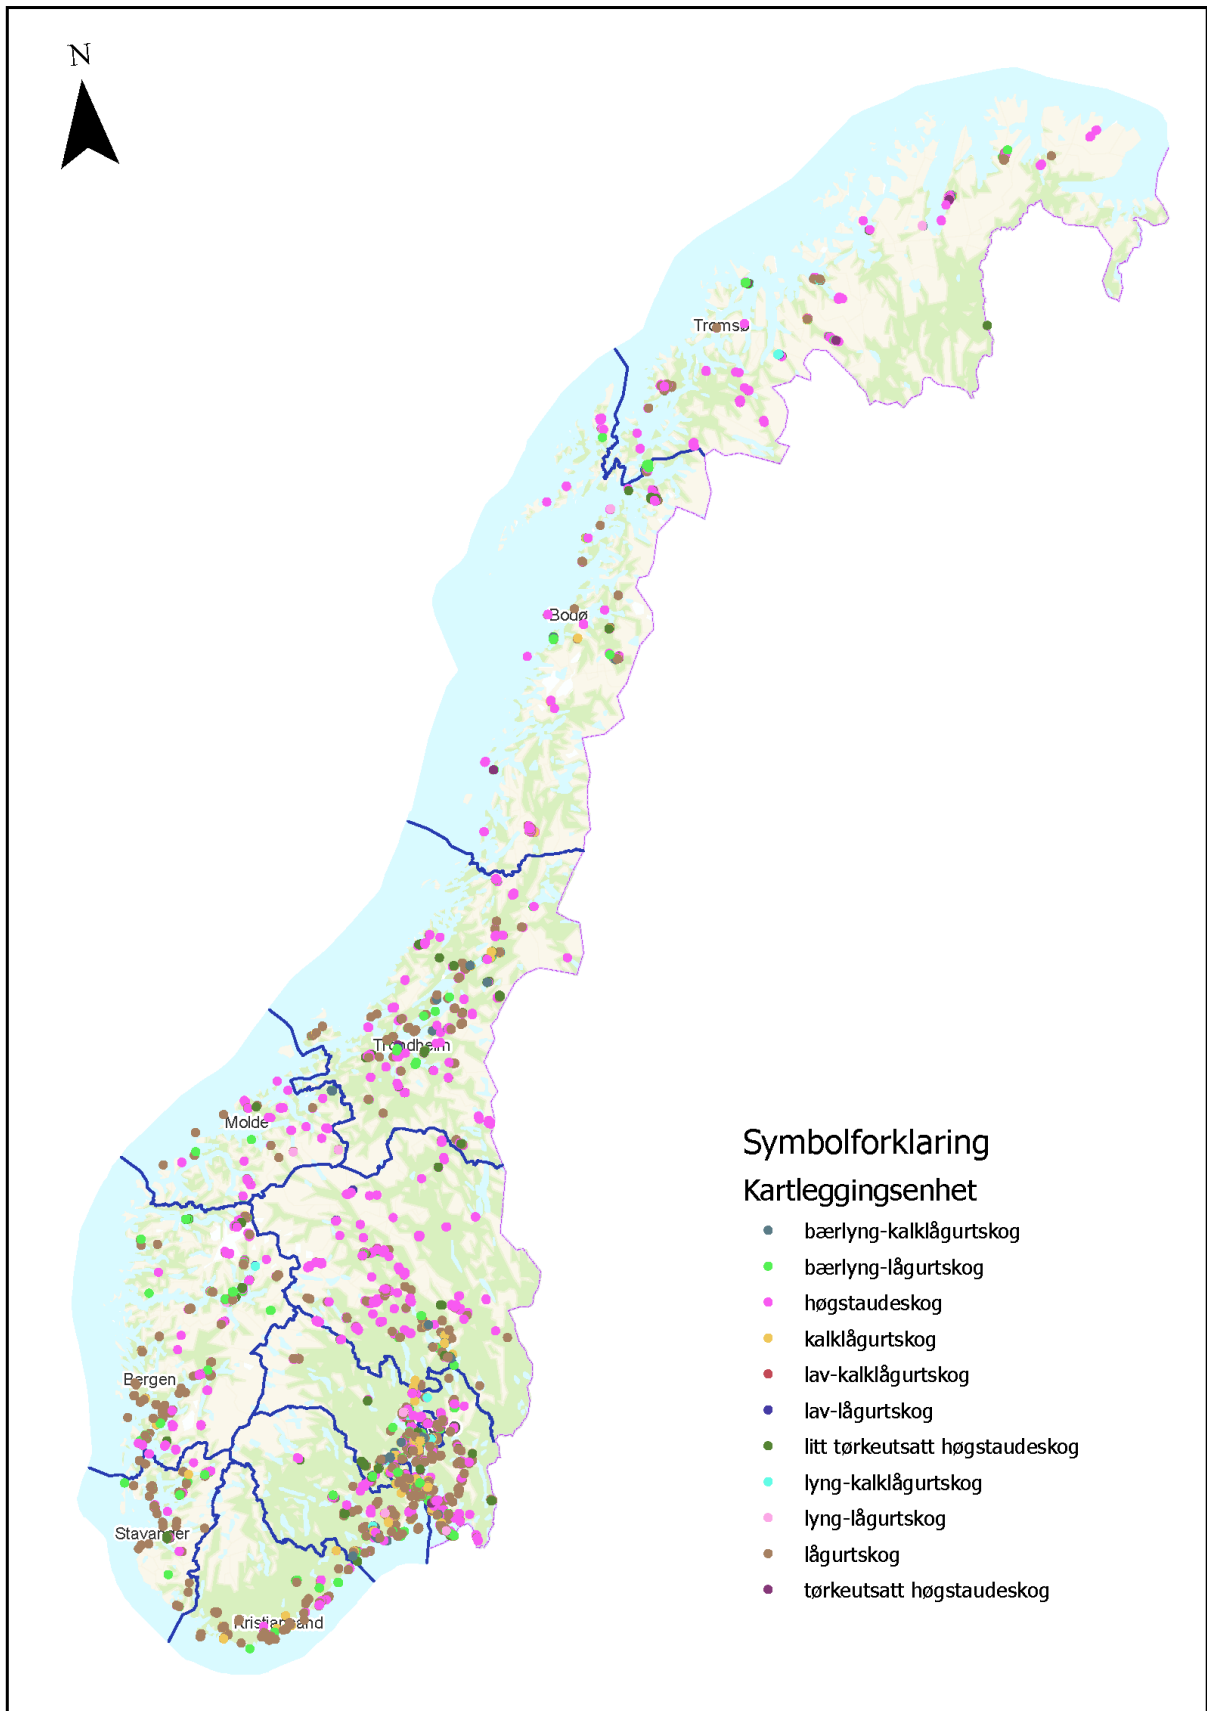 N
Tromsø
Bodø
Trondheim
Molde
Bergen
Stavanger
Kristiansand
Symbolforklaring
Kartleggingsenhet
bærlyng-kalklågurtskog
bærlyng-lågurtskog
høgstaudeskog
kalklågurtskog
lav-kalklågurtskog
lav-lågurtskog
litt tørkeutsatt høgstaudeskog
lyng-kalklågurtskog
lyng-lågurtskog
lågurtskog
tørkeutsatt høgstaudeskog